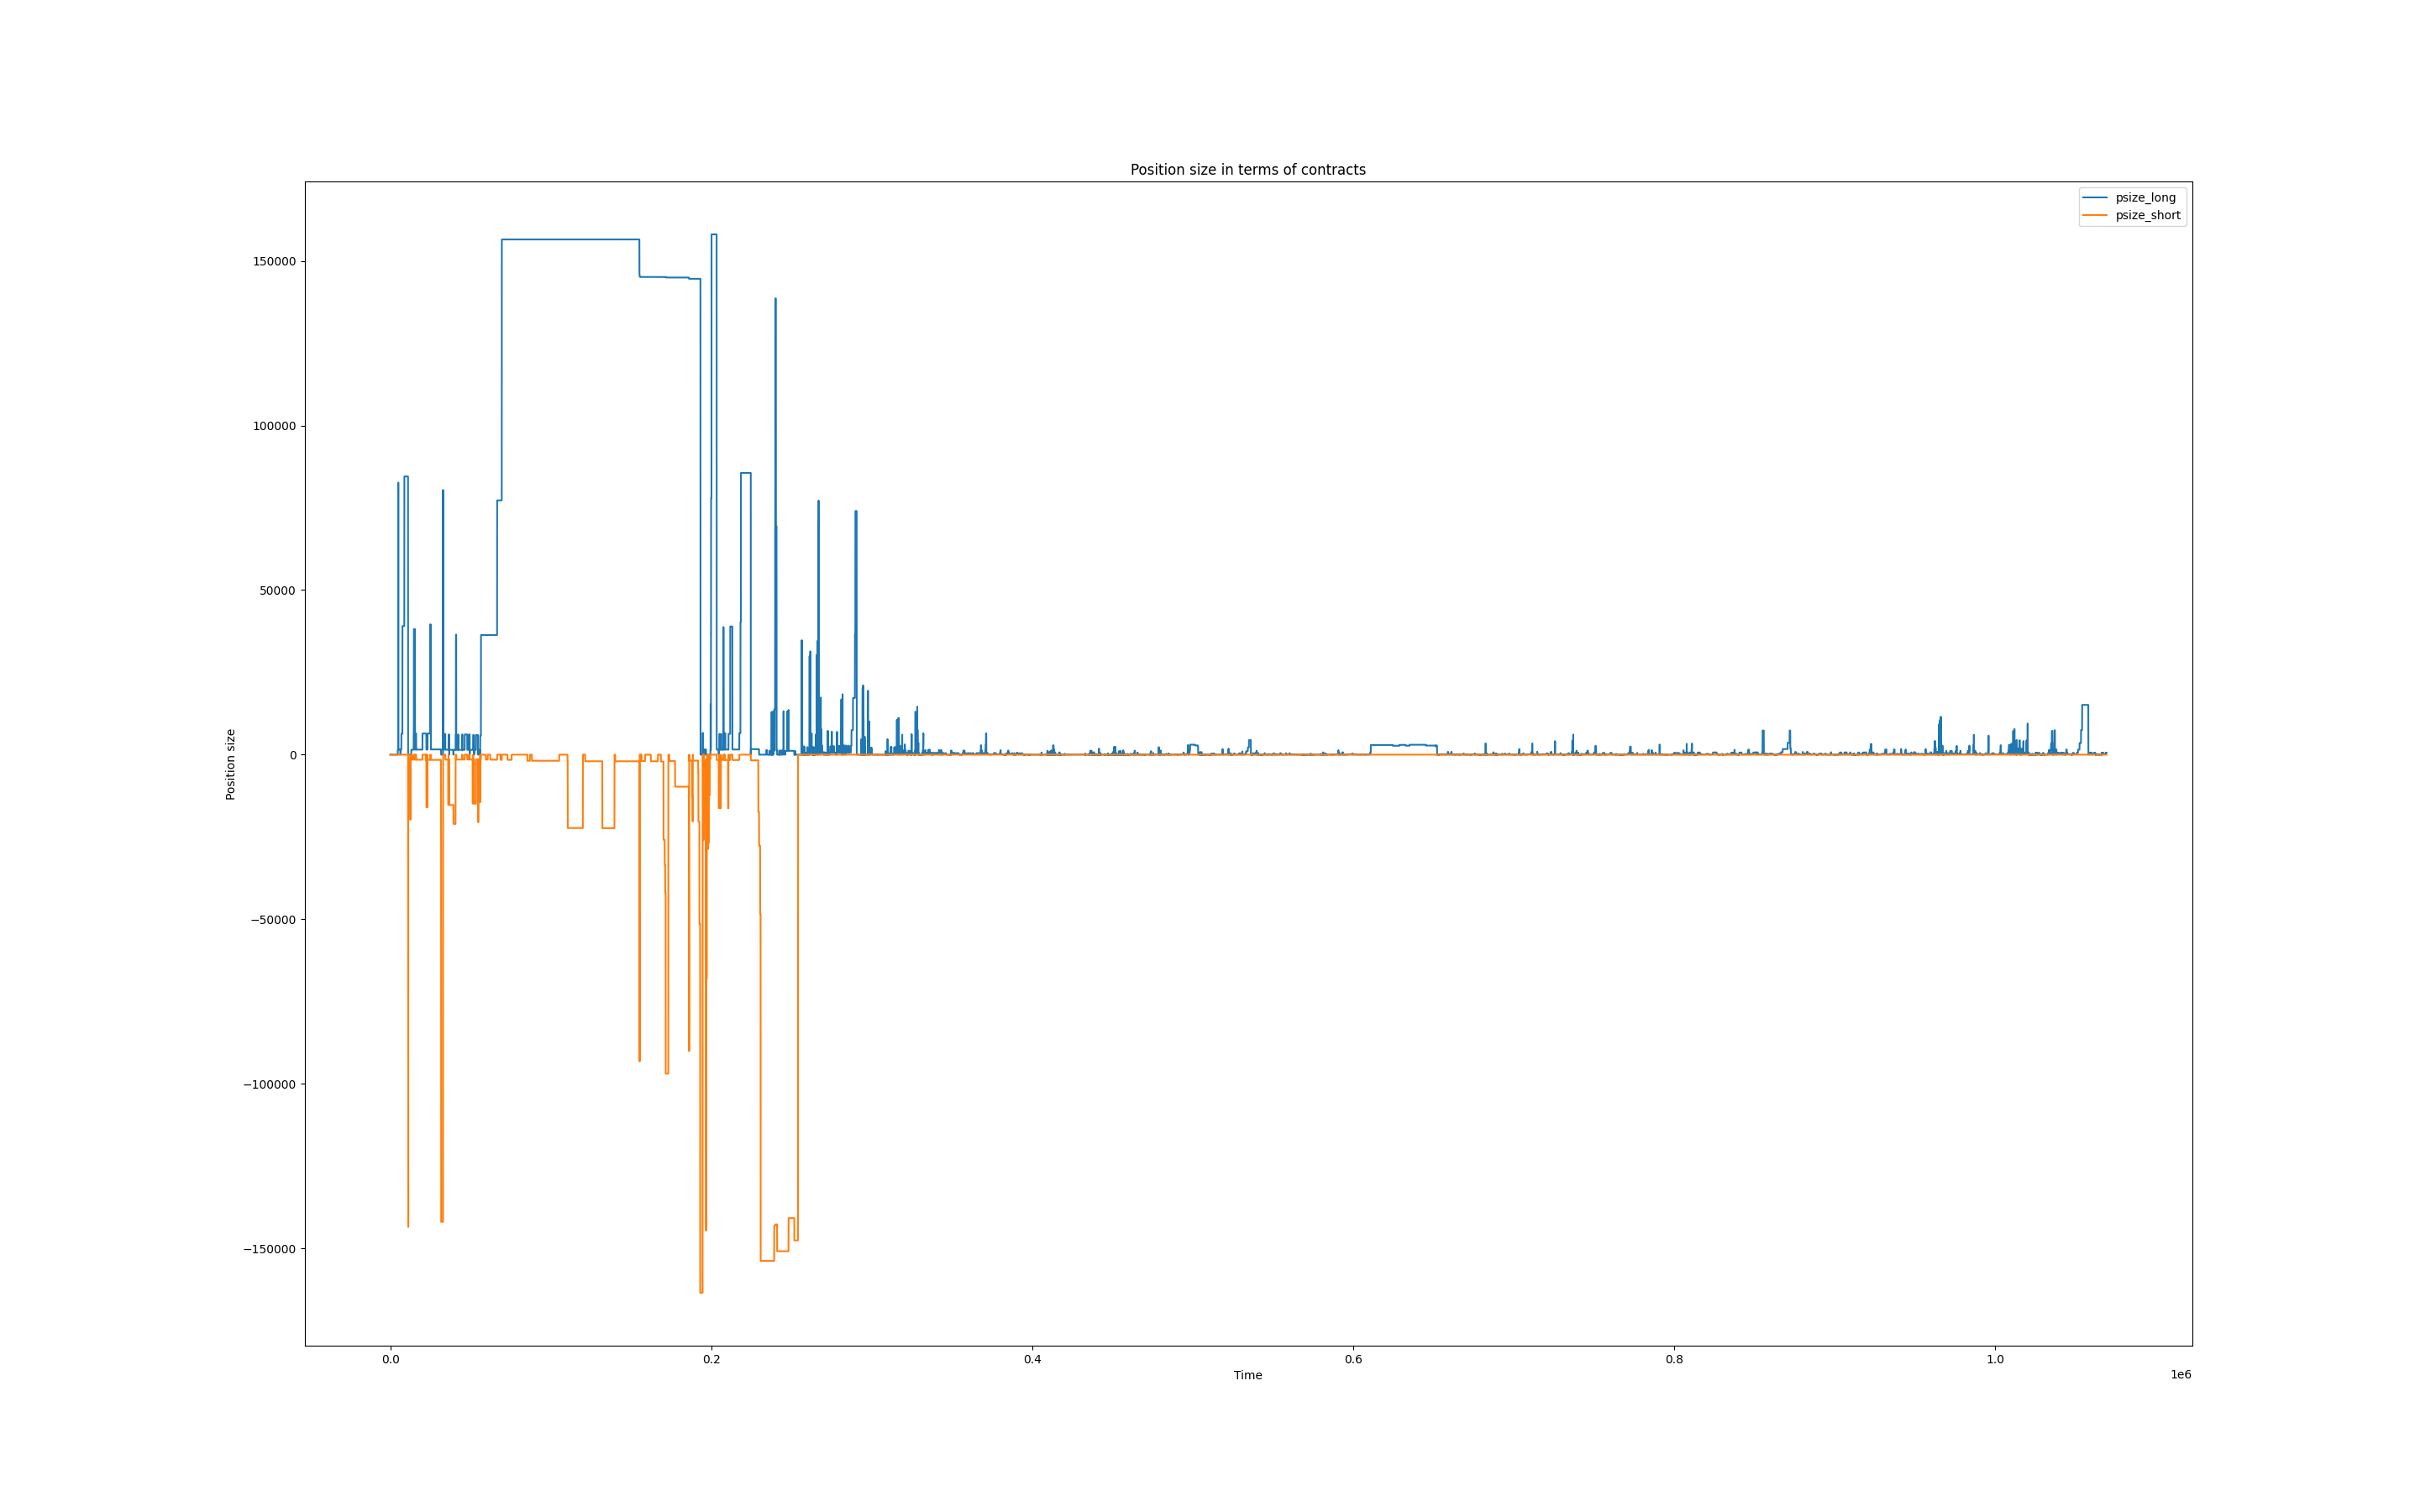 Position size in terms of contracts
psize_long
psize_short
150000
100000
50000
0
−50000
−100000
−150000
Position size
0.0
0.2
0.4
0.6
0.8
1.0
1e6
Time